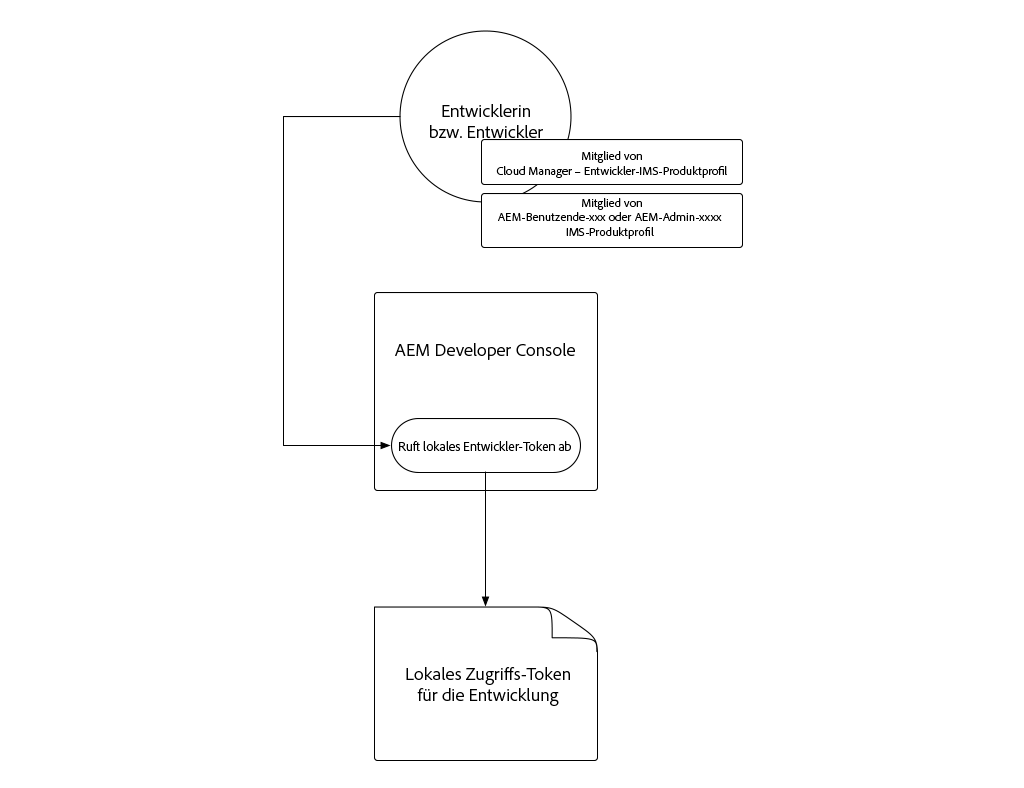 Entwicklerin
bzw. Entwickler
Mitglied von
Cloud Manager – Entwickler-IMS-Produktprofil
Mitglied von
AEM-Benutzende-xxx oder AEM-Admin-xxxx
IMS-Produktprofil
AEM Developer Console
Ruft lokales Entwickler-Token ab
Lokales Zugriffs-Token
für die Entwicklung